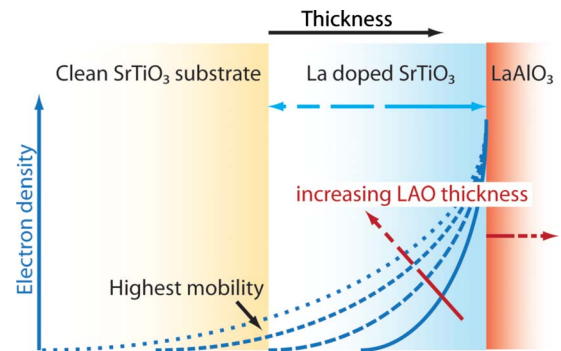 Thickness
Clean SrTiO₃ substrate
La doped SrTiO₃
LaAlO₃
Electron density
increasing LAO thickness
Highest mobility